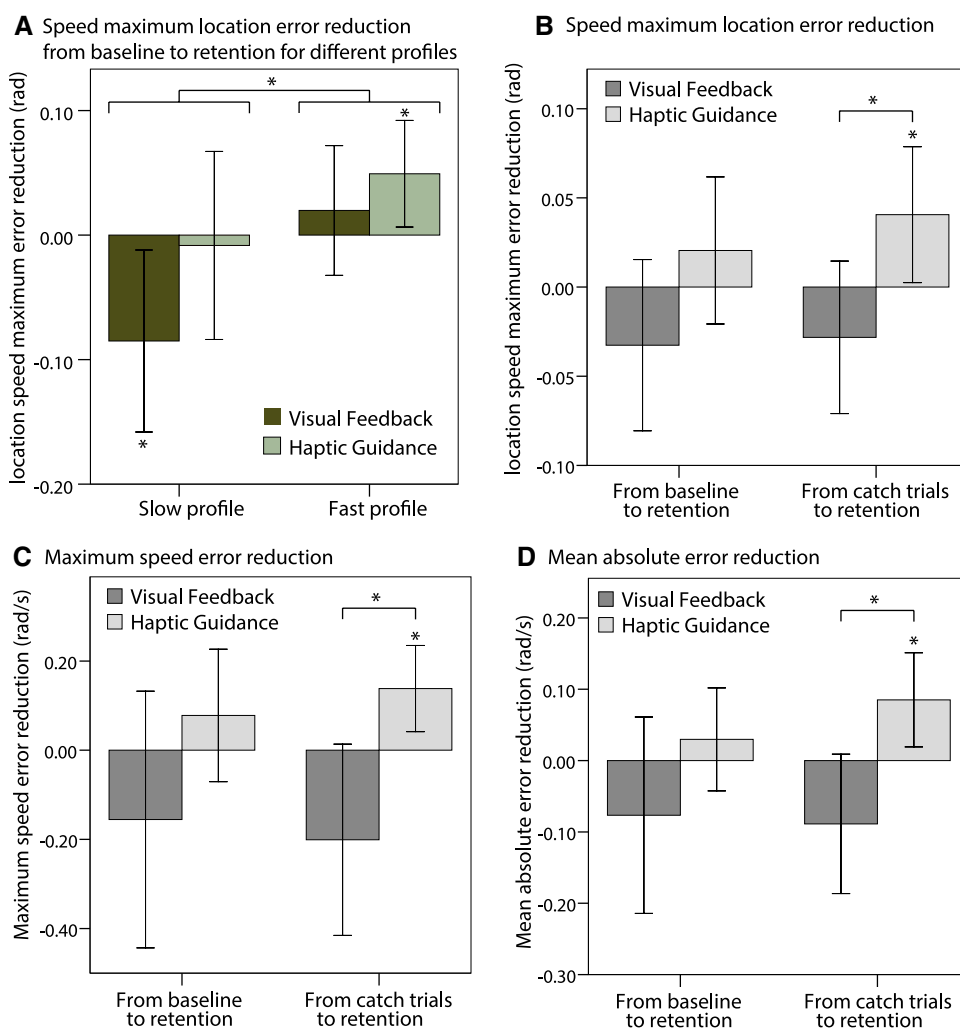 A Speed maximum location error reduction
from baseline to retention for different profiles
location speed maximum error reduction (rad)
*
*
0.10
0.00
-0.10
-0.20
*
Visual Feedback
Haptic Guidance
Slow profile
Fast profile
B Speed maximum location error reduction
location speed maximum error reduction (rad)
Visual Feedback
Haptic Guidance
*
*
0.10
0.05
0.00
-0.05
-0.10
From baseline
to retention
From catch trials
to retention
C Maximum speed error reduction
Maximum speed error reduction (rad/s)
Visual Feedback
Haptic Guidance
*
*
0.20
0.00
-0.20
-0.40
From baseline
to retention
From catch trials
to retention
D Mean absolute error reduction
Mean absolute error reduction (rad/s)
Visual Feedback
Haptic Guidance
*
*
0.20
0.10
0.00
-0.10
-0.20
-0.30
From baseline
to retention
From catch trials
to retention